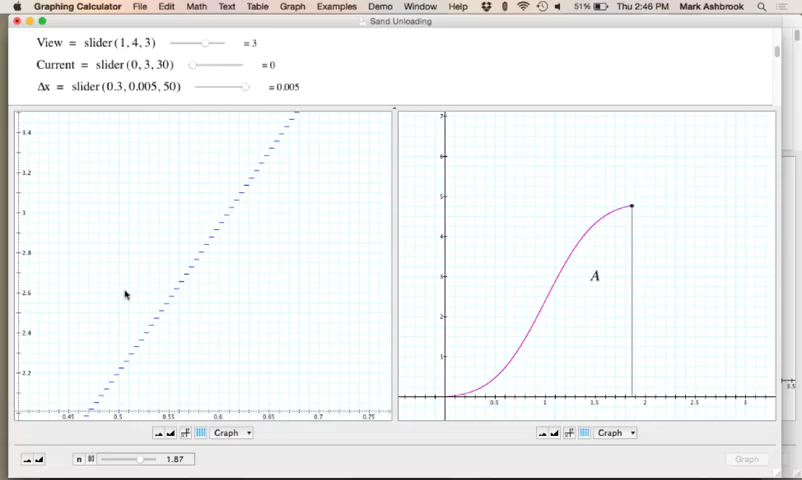 Graphing Calculator File Edit Math Text Table Graph Examples Demo Window Help 51% Thu 2:46 PM Mark Ashbrook
Sand Unloading
View = slider (1, 4, 3) = 3
Current = slider (0, 3, 30) = 0
Δx = slider (0.3, 0.005, 50) = 0.005
3.4
3.2
3
2.8
2.6
2.4
2.2
0.45 0.5 0.55 0.6 0.65 0.7 0.75
7
6
5
4
3
2
1
A
0.5 1 1.5 2 2.5 3
3.5
Graph
Graph
n 1.87
Graph